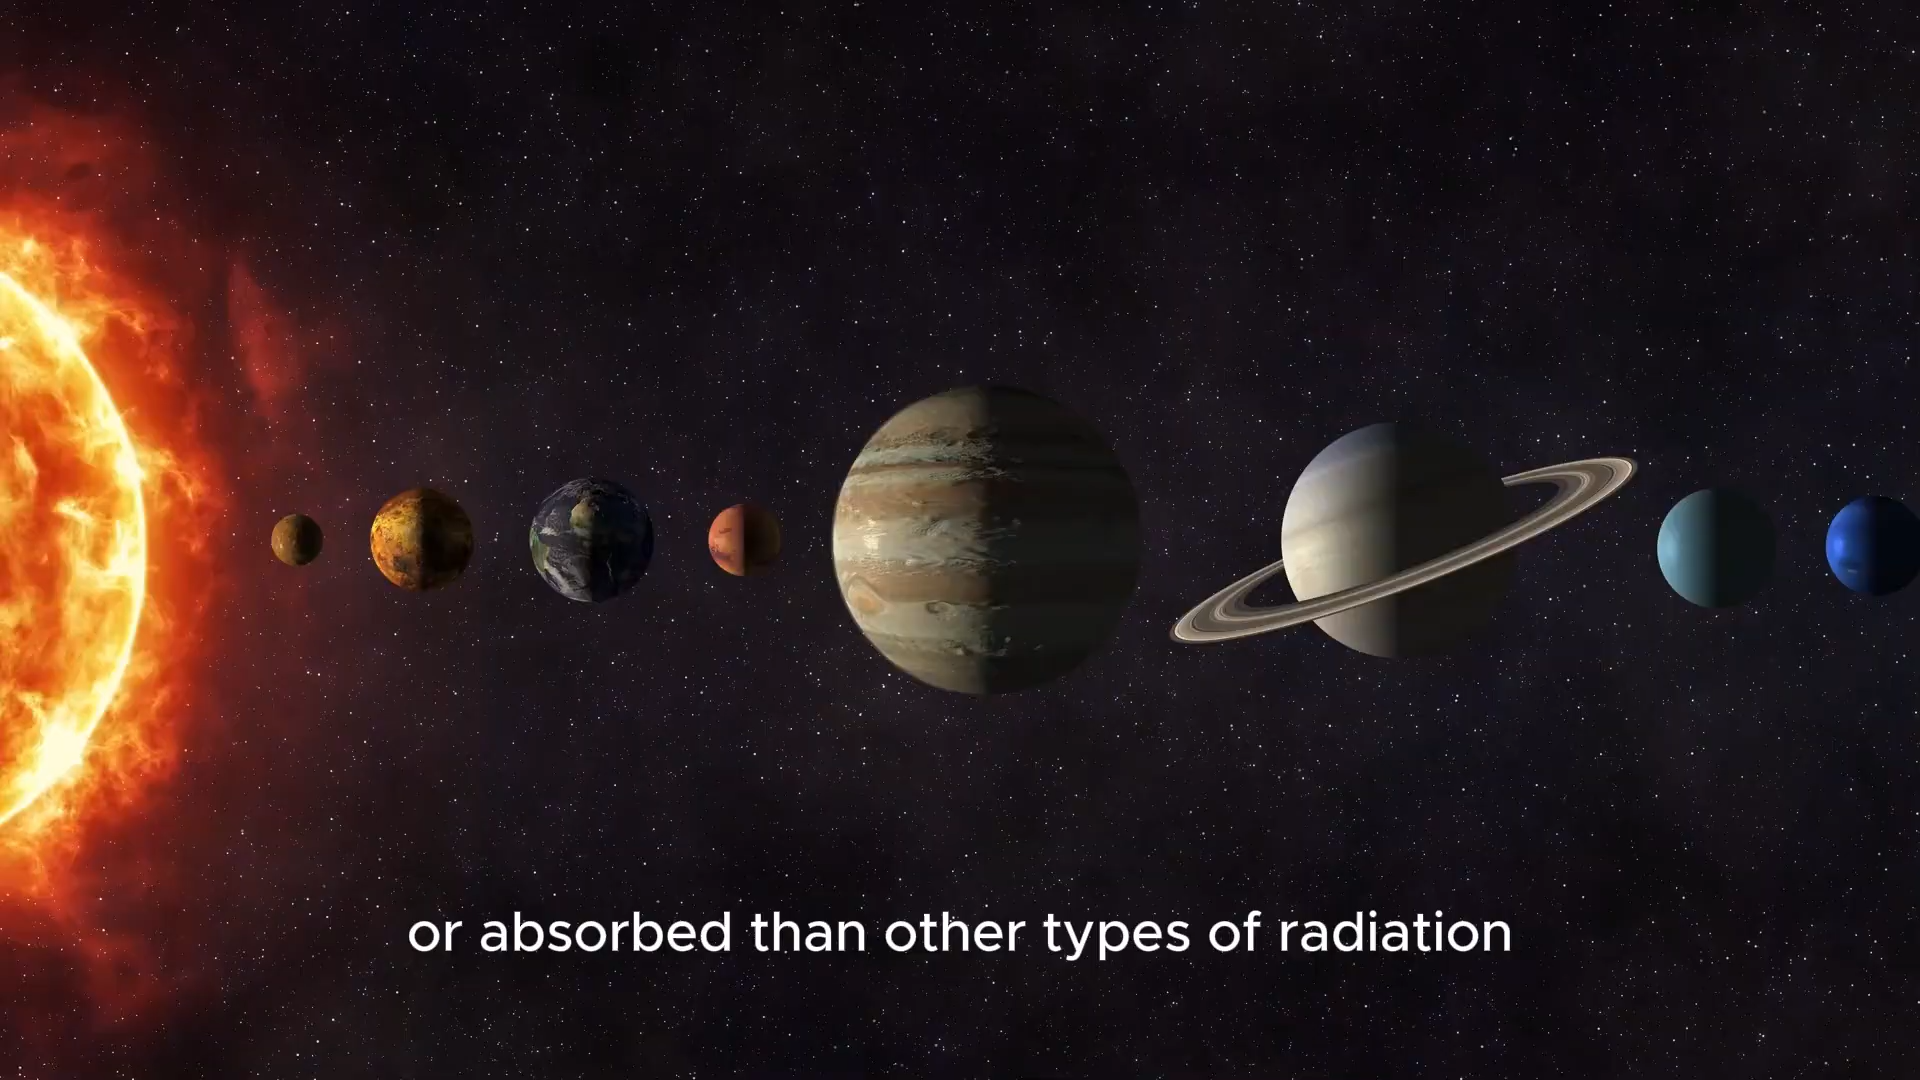 or absorbed than other types of radiation